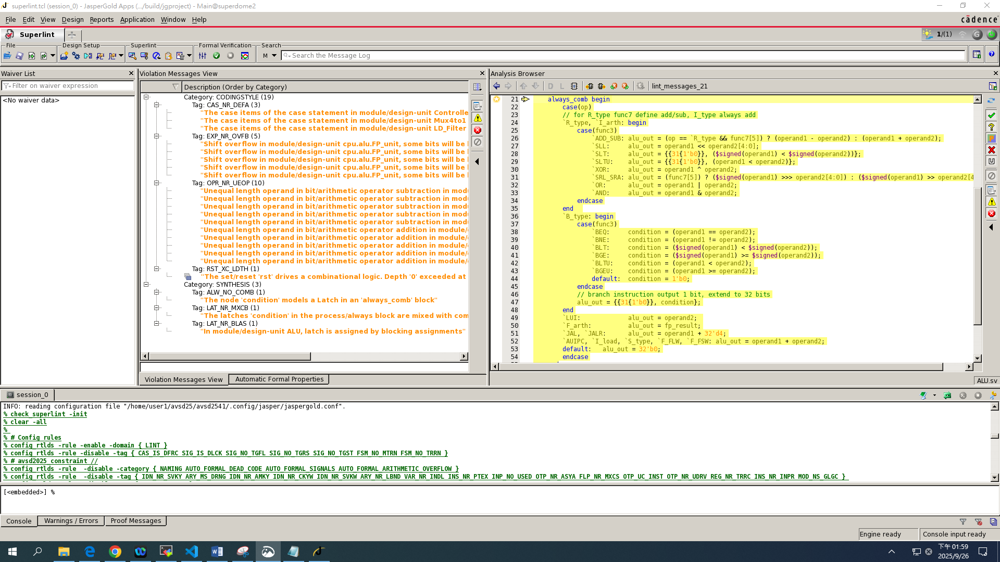 superlint.tcl (session_0) - JasperGold Apps (.../build/jgproject) - Main@superdome2
File Edit View Design Reports Application Window Help
cādence
Superlint
1/(1)
File
Design Setup
Superlint
Formal Verification
Search
M
Search the Message Log
Waiver List
Filter on waiver expression
<No waiver data>
Violation Messages View
Description (Order by Category)
Category: CODINGSTYLE (19)
Tag: CAS_NR_DEFA (3)
"The case items of the case statement in module/design-unit Controlle
"The case items of the case statement in module/design-unit Mux4to1
"The case items of the case statement in module/design-unit LD_Filter
Tag: EXP_NR_OVFB (5)
"Shift overflow in module/design-unit cpu.alu.FP_unit, some bits will be
"Shift overflow in module/design-unit cpu.alu.FP_unit, some bits will be
"Shift overflow in module/design-unit cpu.alu.FP_unit, some bits will be
"Shift overflow in module/design-unit cpu.alu.FP_unit, some bits will be
"Shift overflow in module/design-unit cpu.alu.FP_unit, some bits will be
Tag: OPR_NR_UEOP (10)
"Unequal length operand in bit/arithmetic operator subtraction in modu
"Unequal length operand in bit/arithmetic operator subtraction in modu
"Unequal length operand in bit/arithmetic operator subtraction in modu
"Unequal length operand in bit/arithmetic operator subtraction in modu
"Unequal length operand in bit/arithmetic operator subtraction in modu
"Unequal length operand in bit/arithmetic operator addition in module/
"Unequal length operand in bit/arithmetic operator addition in module/
"Unequal length operand in bit/arithmetic operator addition in module/
"Unequal length operand in bit/arithmetic operator addition in module/
"Unequal length operand in bit/arithmetic operator addition in module/
Tag: RST_XC_LDTH (1)
"The set/reset 'rst' drives a combinational logic. Depth '0' exceeded at
Category: SYNTHESIS (3)
Tag: ALW_NO_COMB (1)
"The node 'condition' models a Latch in an 'always_comb' block"
Tag: LAT_NR_MXCB (1)
"The latches 'condition' in the process/always block are mixed with com
Tag: LAT_NR_BLAS (1)
"In module/design-unit ALU, latch is assigned by blocking assignments"
Violation Messages View
Automatic Formal Properties
Analysis Browser
D L
lint_messages_21
21 always_comb begin
22 case(op)
23 // for R_type func7 define add/sub, I_type always add
24 `R_type, `I_arth: begin
25 case(func3)
26 `ADD_SUB: alu_out = (op == `R_type && func7[5]) ? (operand1 - operand2) : (operand1 + operand2);
27 `SLL: alu_out = operand1 << operand2[4:0];
28 `SLT: alu_out = {{31{1'b0}}, ($signed(operand1) < $signed(operand2))};
29 `SLTU: alu_out = {{31{1'b0}}, (operand1 < operand2)};
30 `XOR: alu_out = operand1 ^ operand2;
31 `SRL_SRA: alu_out = (func7[5]) ? ($signed(operand1) >>> operand2[4:0]) : ($signed(operand1) >> operand2[4
32 `OR: alu_out = operand1 | operand2;
33 `AND: alu_out = operand1 & operand2;
34 endcase
35 end
36 `B_type: begin
37 case(func3)
38 `BEQ: condition = (operand1 == operand2);
39 `BNE: condition = (operand1 != operand2);
40 `BLT: condition = ($signed(operand1) < $signed(operand2));
41 `BGE: condition = ($signed(operand1) >= $signed(operand2));
42 `BLTU: condition = (operand1 < operand2);
43 `BGEU: condition = (operand1 >= operand2);
44 default: condition = 1'b0;
45 endcase
46 // branch instruction output 1 bit, extend to 32 bits
47 alu_out = {{31{1'b0}}, condition};
48 end
49 `LUI: alu_out = operand2;
50 `F_arth: alu_out = fp_result;
51 `JAL, `JALR: alu_out = operand1 + 32'd4;
52 `AUIPC, `I_load, `S_type, `F_FLW, `F_FSW: alu_out = operand1 + operand2;
53 default: alu_out = 32'b0;
54 endcase
ALU.sv
session_0
INFO: reading configuration file "/home/user1/avsd25/avsd2541/.config/jasper/jaspergold.conf".
% check_superlint -init
% clear -all
%
% # Config rules
% config_rtlds -rule -enable -domain { LINT }
% config_rtlds -rule -disable -tag { CAS_IS_DFRC SIG_IS_DLCK SIG_NO_TGFL SIG_NO_TGRS SIG_NO_TGST FSM_NO_MTRN FSM_NO_TRRN }
% # avsd2025 constraint //
% config_rtlds -rule -disable -category { NAMING AUTO_FORMAL_DEAD_CODE AUTO_FORMAL_SIGNALS AUTO_FORMAL_ARITHMETIC_OVERFLOW }
% config_rtlds -rule -disable -tag { IDN_NR_SVKY ARY_MS_DRNG IDN_NR_AMKY IDN_NR_CKYW IDN_NR_SVKW ARY_NR_LBND VAR_NR_INDL INS_NR_PTEX INP_NO_USED OTP_NR_ASYA FLP_NR_MXCS OTP_UC_INST OTP_NR_UDRV REG_NR_TRRC INS_NR_INPR MOD_NS_GLGC }
[<embedded>] %
Console
Warnings / Errors
Proof Messages
Engine ready
Console input ready
下午 01:59
2025/9/26